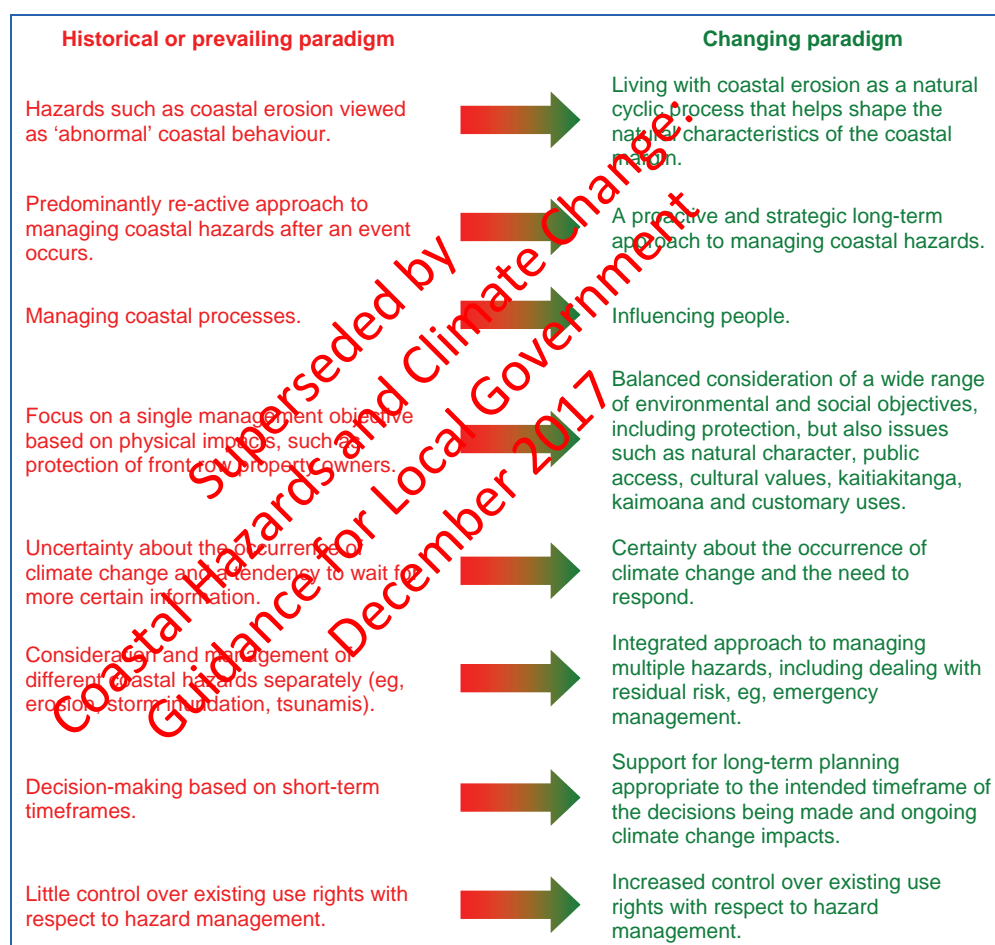 Historical or prevailing paradigm
Changing paradigm
Hazards such as coastal erosion viewed
as ‘abnormal’ coastal behaviour.
Living with coastal erosion as a natural
cyclic process that helps shape the
natural characteristics of the coastal
margin.
Predominantly re-active approach to
managing coastal hazards after an event
occurs.
A proactive and strategic long-term
approach to managing coastal hazards.
Managing coastal processes.
Influencing people.
Focus on a single management objective
based on physical impacts, such as
protection of front row property owners.
Balanced consideration of a wide range
of environmental and social objectives,
including protection, but also issues
such as natural character, public
access, cultural values, kaitiakitanga,
kaimoana and customary uses.
Uncertainty about the occurrence of
climate change and a tendency to wait for
more certain information.
Certainty about the occurrence of
climate change and the need to
respond.
Consideration and management of
different coastal hazards separately (eg,
erosion, storm inundation, tsunamis).
Integrated approach to managing
multiple hazards, including dealing with
residual risk, eg, emergency
management.
Decision-making based on short-term
timeframes.
Support for long-term planning
appropriate to the intended timeframe of
the decisions being made and ongoing
climate change impacts.
Little control over existing use rights with
respect to hazard management.
Increased control over existing use
rights with respect to hazard
management.
Superseded by
Coastal Hazards and Climate Change:
Guidance for Local Government
December 2017